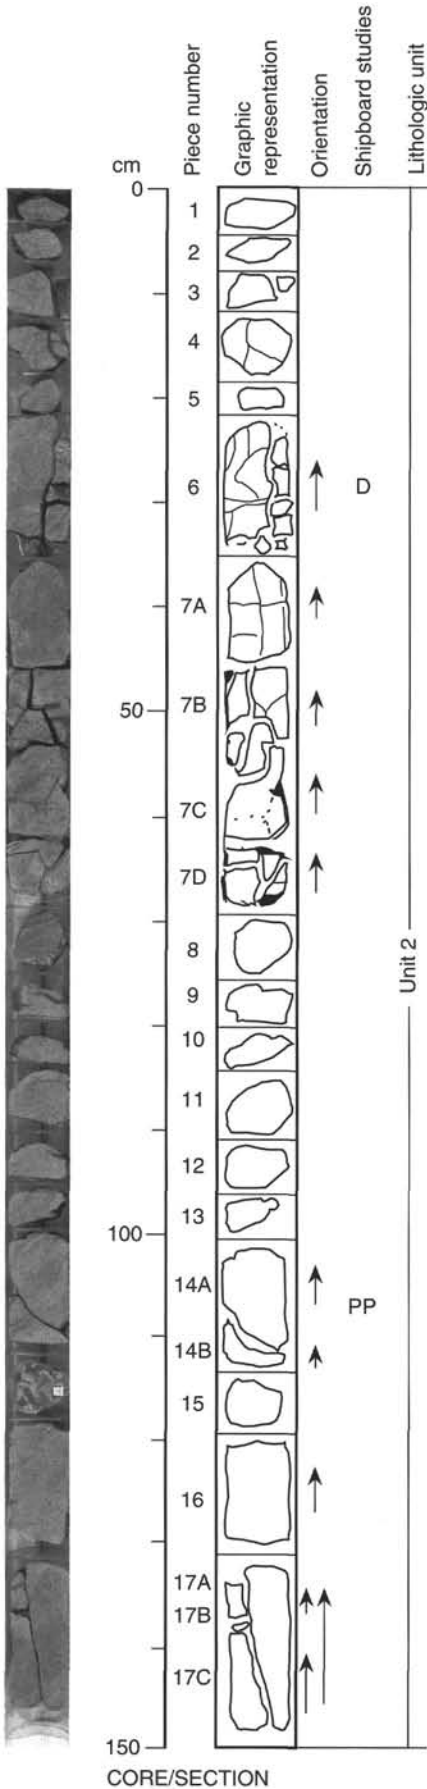 cm
Piece number
Graphic
representation
Orientation
Shipboard studies
Lithologic unit
0
1
2
3
4
5
6
D
7A
50
7B
7C
7D
8
Unit 2
9
10
11
12
13
100
14A
PP
14B
15
16
17A
17B
17C
150
CORE/SECTION